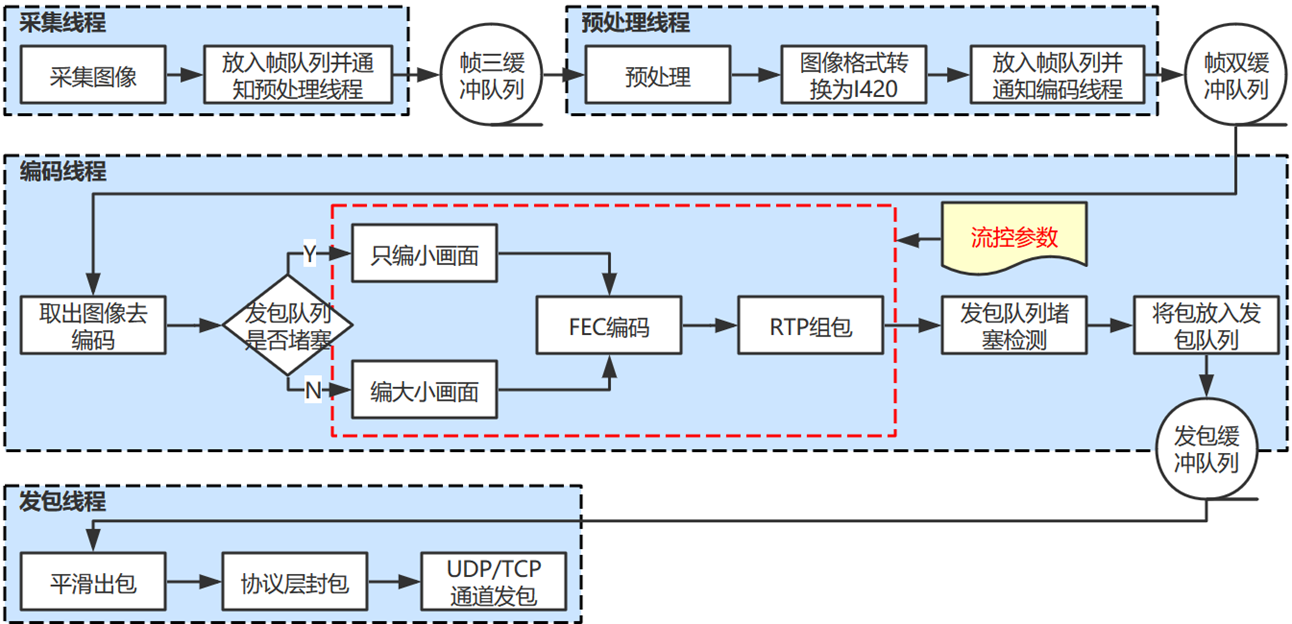 采集线程
采集图像
放入帧队列并通
知预处理线程
帧三缓
冲队列
预处理线程
预处理
图像格式转
换为I420
放入帧队列并
通知编码线程
帧双缓
冲队列
编码线程
取出图像去
编码
发包队列
是否堵塞
Y
只编小画面
N
编大小画面
FEC编码
RTP组包
流控参数
发包队列堵
塞检测
将包放入发
包队列
发包缓
冲队列
发包线程
平滑出包
协议层封包
UDP/TCP
通道发包